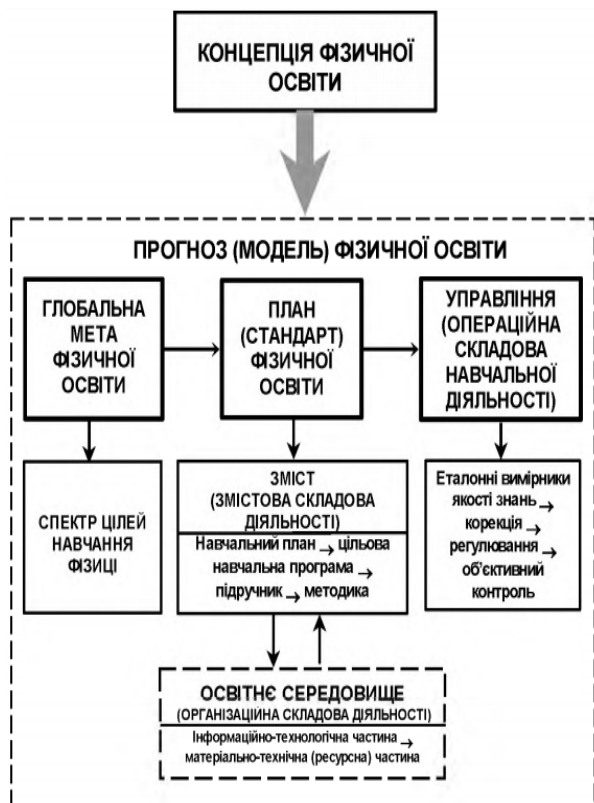 КОНЦЕПЦІЯ ФІЗИЧНОЇ
ОСВІТИ
ПРОГНОЗ (МОДЕЛЬ) ФІЗИЧНОЇ ОСВІТИ
ГЛОБАЛЬНА
МЕТА
ФІЗИЧНОЇ
ОСВІТИ
ПЛАН
(СТАНДАРТ)
ФІЗИЧНОЇ
ОСВІТИ
УПРАВЛІННЯ
(ОПЕРАЦІЙНА
СКЛАДОВА
НАВЧАЛЬНОЇ
ДІЯЛЬНОСТІ)
СПЕКТР ЦІЛЕЙ
НАВЧАННЯ
ФІЗИЦІ
ЗМІСТ
(ЗМІСТОВА СКЛАДОВА
ДІЯЛЬНОСТІ)
Навчальний план → цільова
навчальна програма →
підручник → методика
Еталонні вимірники
якості знань →
корекція →
регулювання →
об'єктивний
контроль
ОСВІТНЄ СЕРЕДОВИЩЕ
(ОРГАНІЗАЦІЙНА СКЛАДОВА ДІЯЛЬНОСТІ)
Інформаційно-технологічна частина →
матеріально-технічна (ресурсна) частина